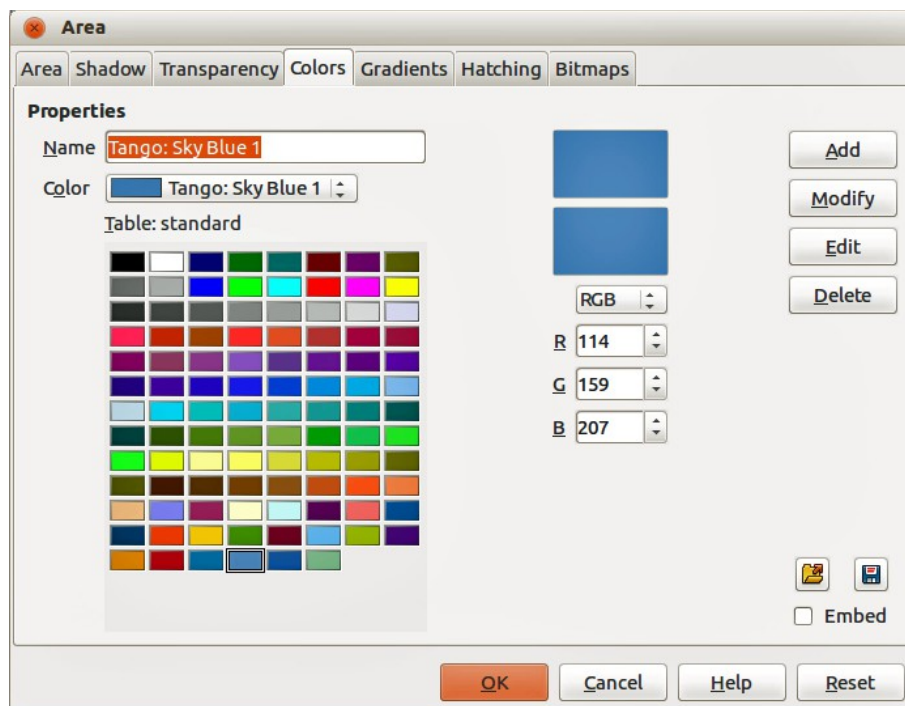 Area
Area Shadow Transparency Colors Gradients Hatching Bitmaps
Properties
Name Tango: Sky Blue 1
Color Tango: Sky Blue 1
Table: standard
RGB
R 114
G 159
B 207
Add
Modify
Edit
Delete
Embed
OK Cancel Help Reset